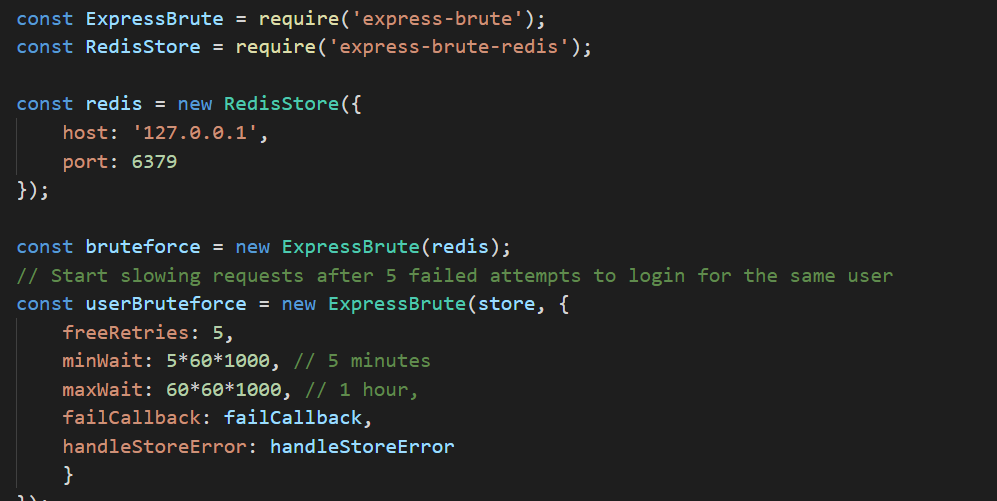 const ExpressBrute = require('express-brute');
const RedisStore = require('express-brute-redis');
const redis = new RedisStore({
host: '127.0.0.1',
port: 6379
});
const bruteforce = new ExpressBrute(redis);
// Start slowing requests after 5 failed attempts to login for the same user
const userBruteforce = new ExpressBrute(store, {
freeRetries: 5,
minWait: 5*60*1000, // 5 minutes
maxWait: 60*60*1000, // 1 hour,
failCallback: failCallback,
handleStoreError: handleStoreError
}
});